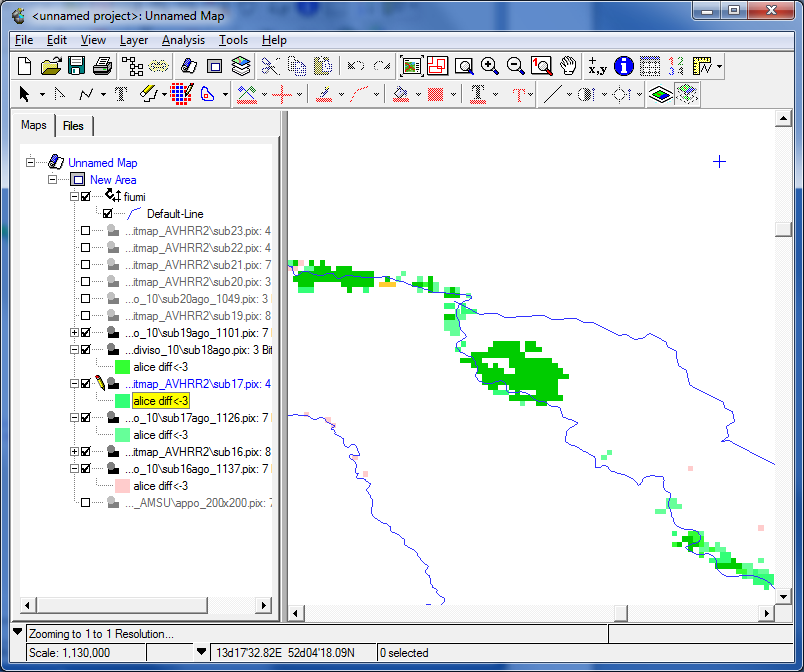 <unnamed project>: Unnamed Map
File Edit View Layer Analysis Tools Help
Maps Files
Unnamed Map
New Area
fiumi
Default-Line
...itmap_AVHRR2\sub23.pix: 4
...itmap_AVHRR2\sub22.pix: 4
...itmap_AVHRR2\sub21.pix: 7
...itmap_AVHRR2\sub20.pix: 3
...o_10\sub20ago_1049.pix: 3
...itmap_AVHRR2\sub19.pix: 8
...o_10\sub19ago_1101.pix: 7
...diviso_10\sub18ago.pix: 3 Bit
alice diff<-3
...itmap_AVHRR2\sub17.pix: 4
alice diff<-3
...o_10\sub17ago_1126.pix: 7
alice diff<-3
...itmap_AVHRR2\sub16.pix: 8
...o_10\sub16ago_1137.pix: 7
alice diff<-3
..._AMSU\appo_200x200.pix: 7
Zooming to 1 to 1 Resolution...
Scale: 1,130,000 13d17'32.82E 52d04'18.09N 0 selected